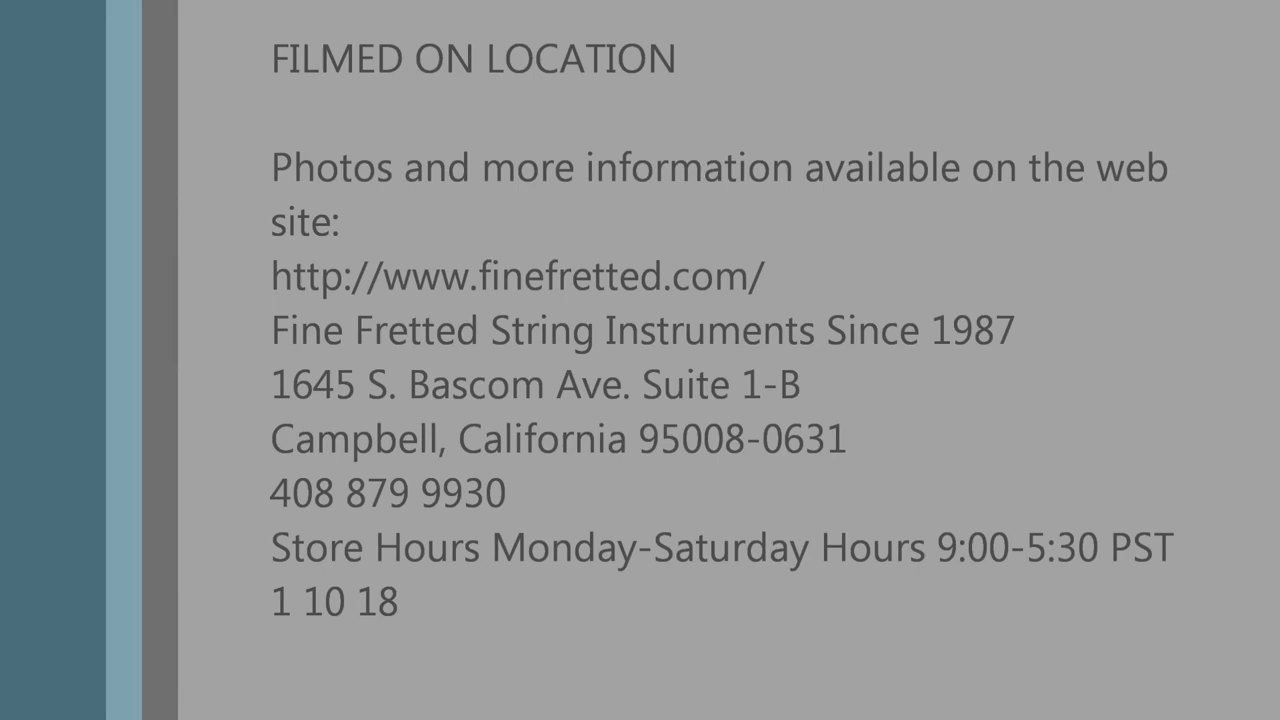 FILMED ON LOCATION
Photos and more information available on the web
site:
http://www.finefretted.com/
Fine Fretted String Instruments Since 1987
1645 S. Bascom Ave. Suite 1-B
Campbell, California 95008-0631
408 879 9930
Store Hours Monday-Saturday Hours 9:00-5:30 PST
1 10 18